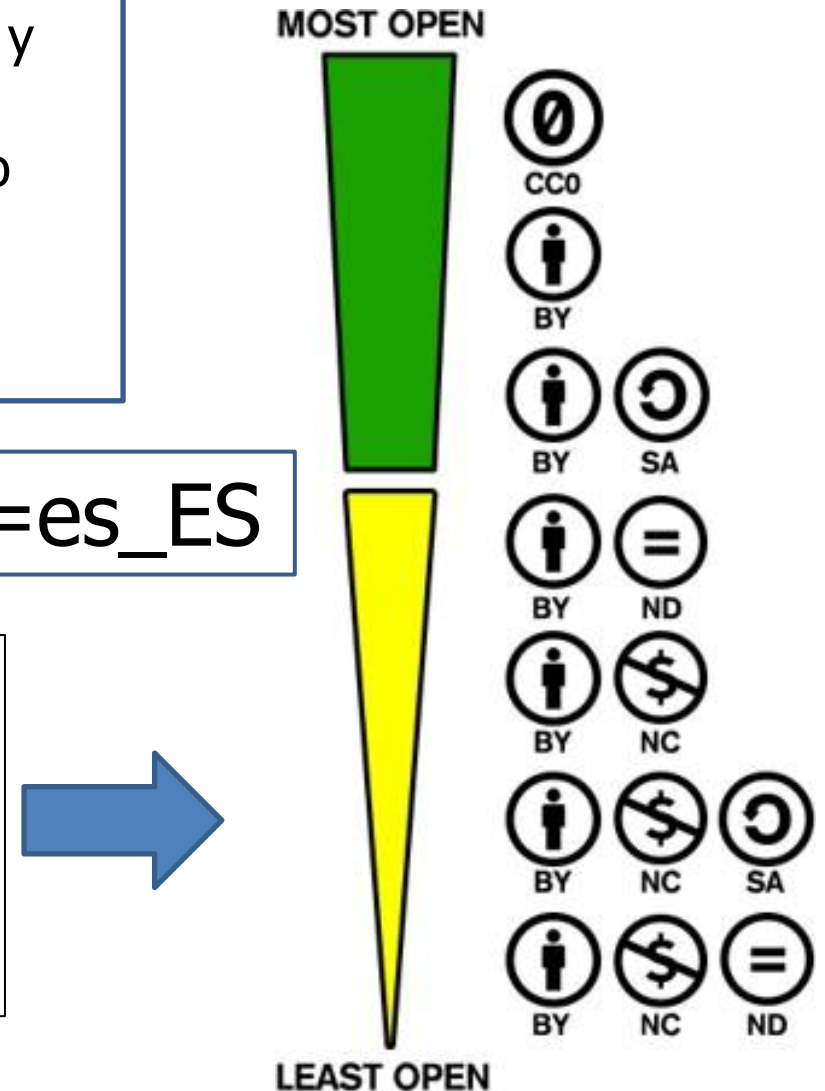 y
o
=es_ES
MOST OPEN
0
CC0
BY
BY SA
BY ND
= 
$
BY NC
$
BY NC SA
$ =
BY NC ND
LEAST OPEN